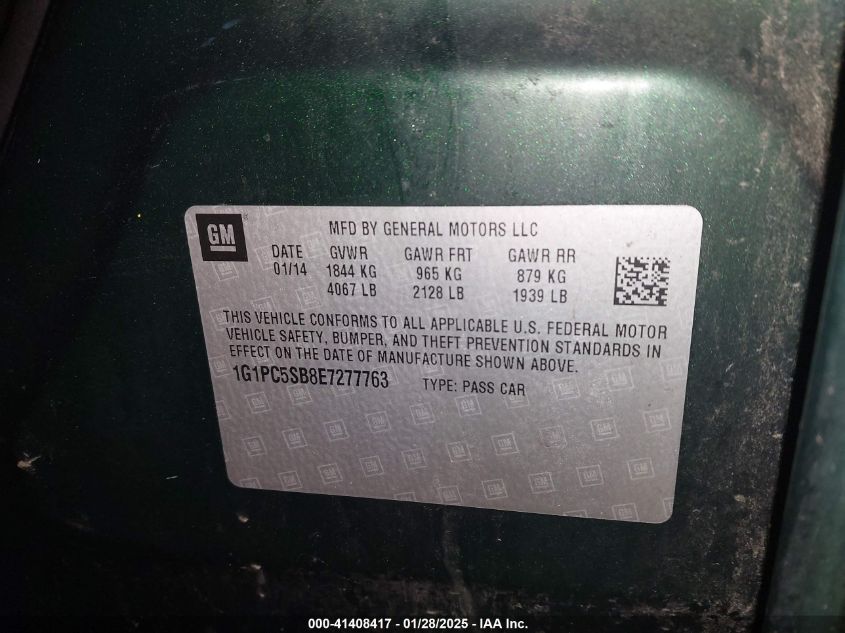 GM
MFD BY GENERAL MOTORS LLC
DATE GVWR GAWR FRT GAWR RR
01/14 1844 KG 965 KG 879 KG
4067 LB 2128 LB 1939 LB
THIS VEHICLE CONFORMS TO ALL APPLICABLE U.S. FEDERAL MOTOR
VEHICLE SAFETY, BUMPER, AND THEFT PREVENTION STANDARDS IN
EFFECT ON THE DATE OF MANUFACTURE SHOWN ABOVE.
1G1PC5SB8E7277763 TYPE: PASS CAR
000-41408417 - 01/28/2025 - IAA Inc.